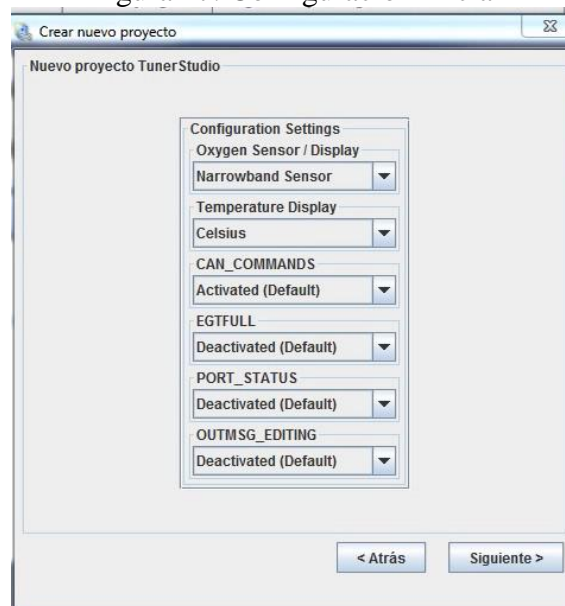 Crear nuevo proyecto
Nuevo proyecto TunerStudio
Configuration Settings
Oxygen Sensor / Display
Narrowband Sensor
Temperature Display
Celsius
CAN_COMMANDS
Activated (Default)
EGTFULL
Deactivated (Default)
PORT_STATUS
Deactivated (Default)
OUTMSG_EDITING
Deactivated (Default)
< Atrás Siguiente >